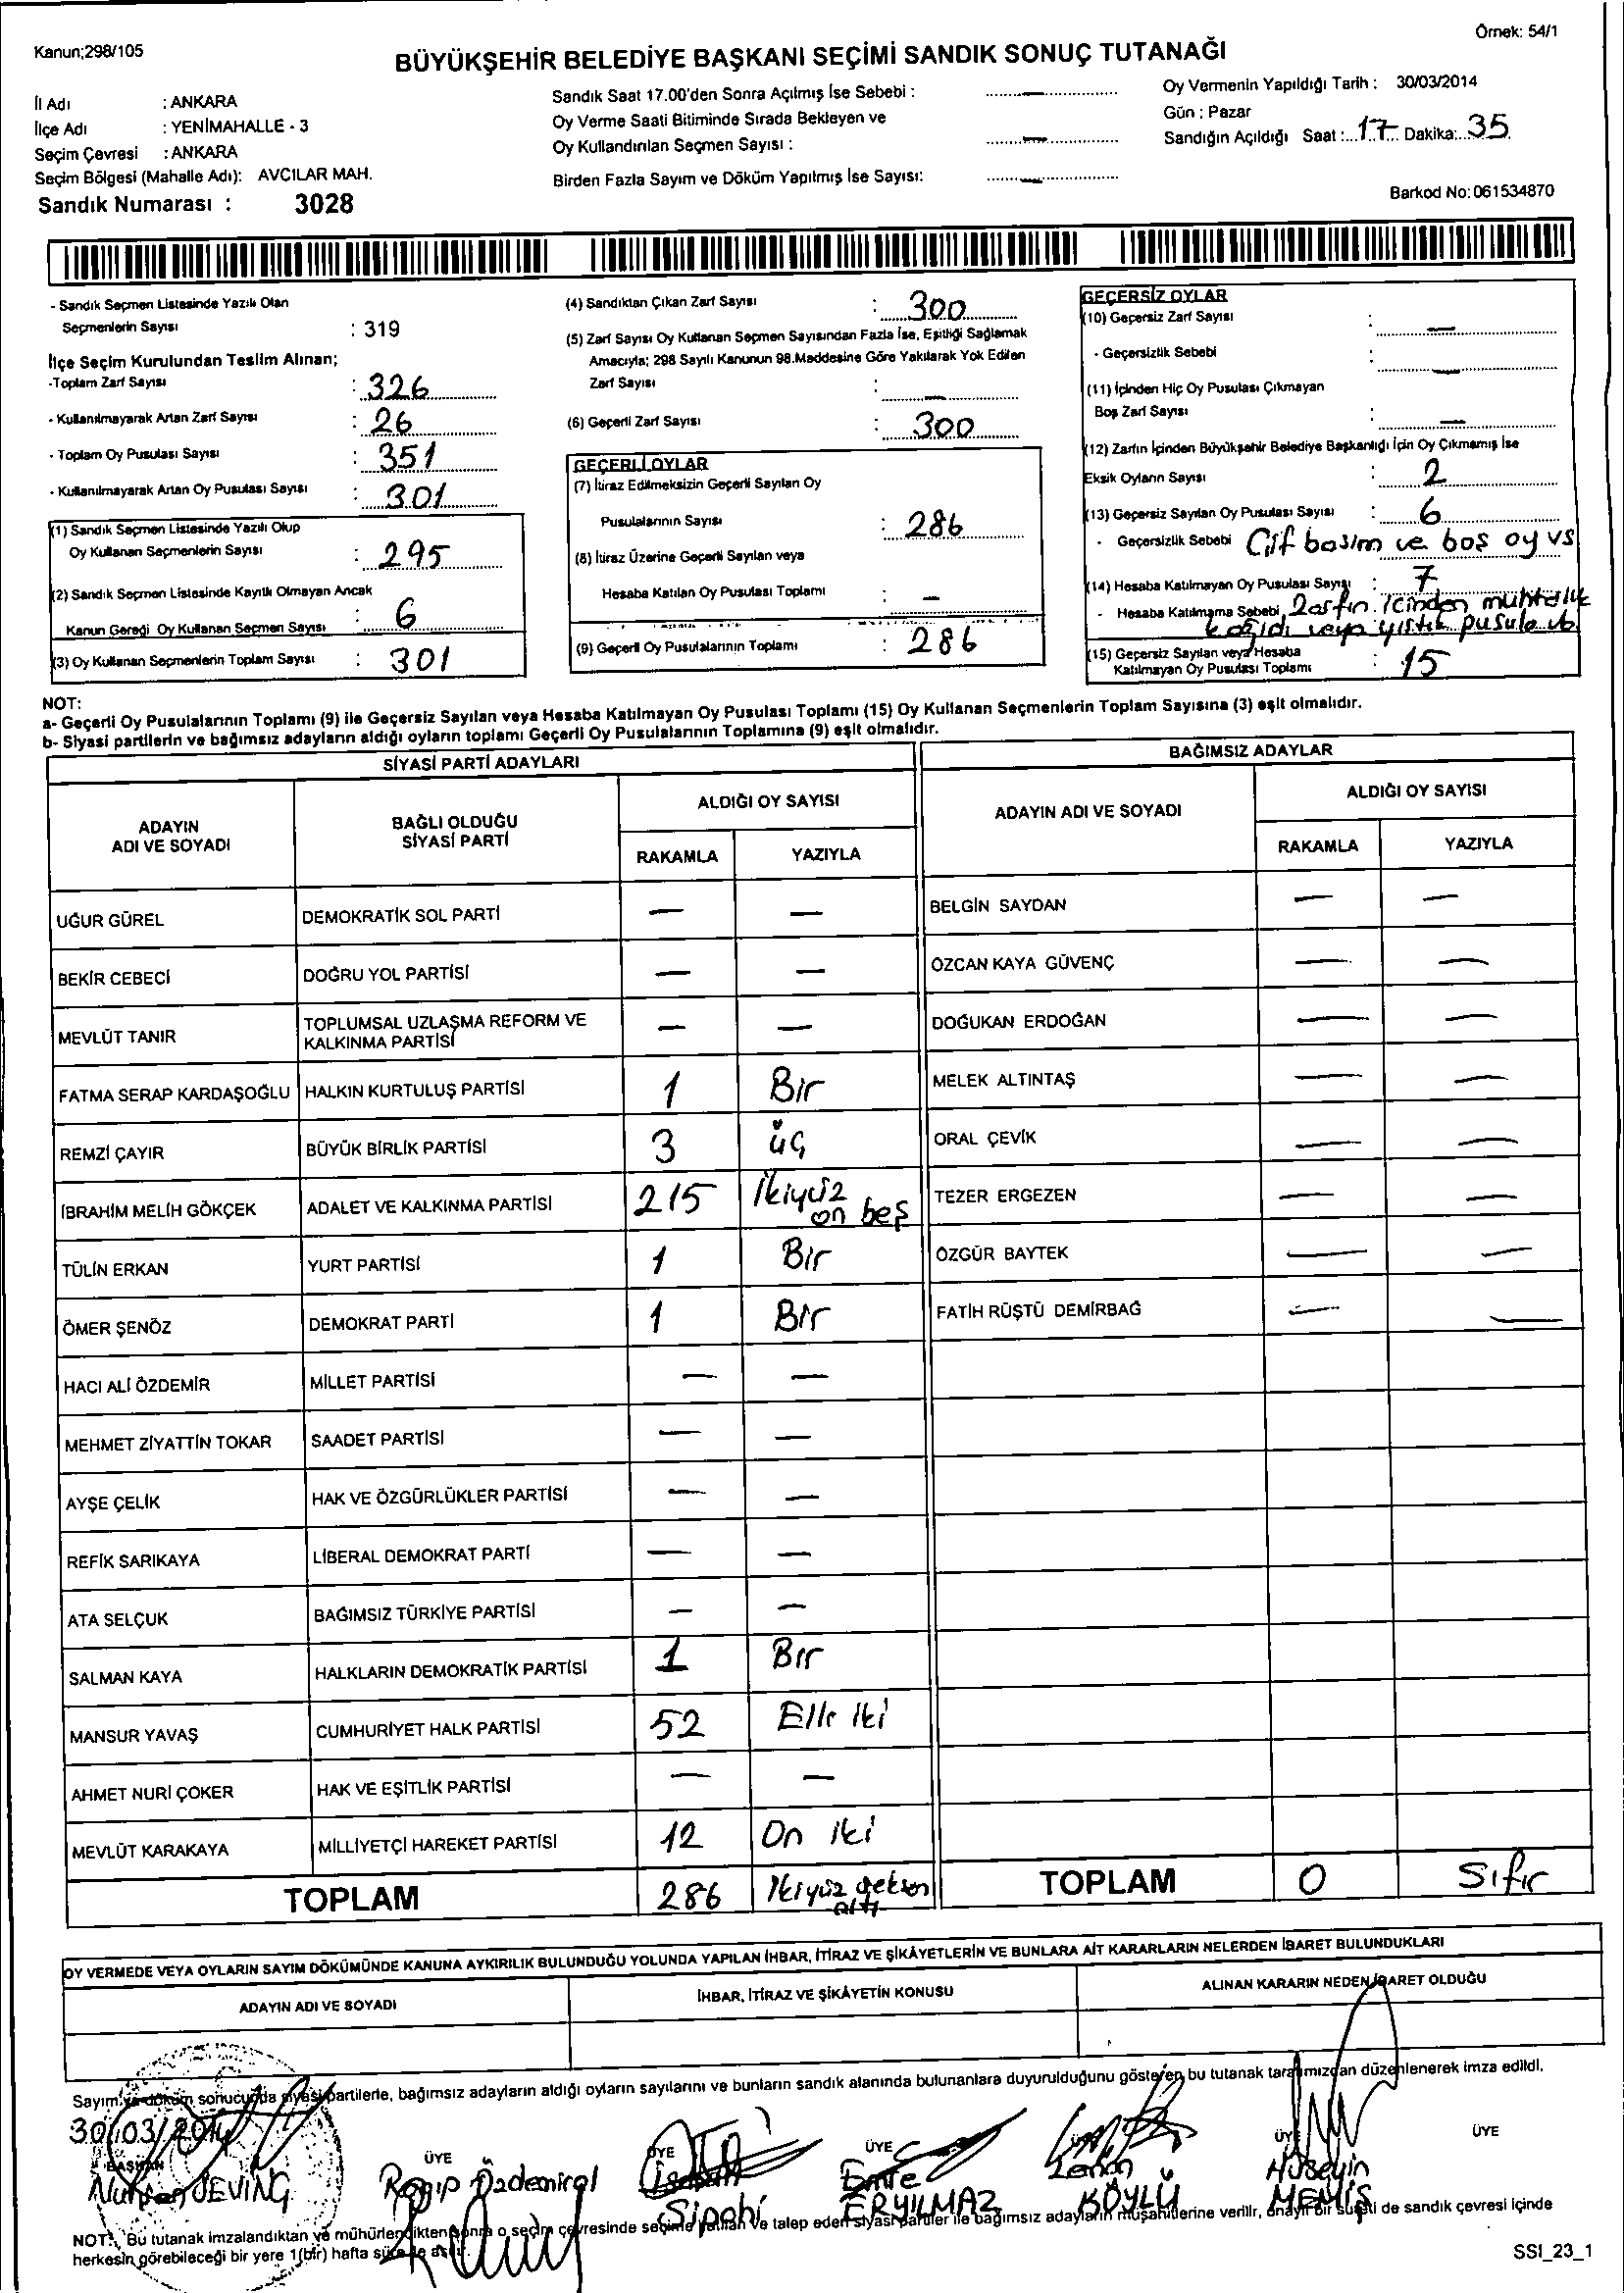 Kanun;298/105
Örnek: 54/1
BÜYÜKŞEHİR BELEDİYE BAŞKANI SEÇİMİ SANDIK SONUÇ TUTANAĞI
İl Adı : ANKARA
İlçe Adı : YENİMAHALLE - 3
Seçim Çevresi : ANKARA
Seçim Bölgesi (Mahalle Adı): AVCILAR MAH.
Sandık Numarası : 3028
Sandık Saat 17.00'den Sonra Açılmış İse Sebebi : —
Oy Verme Saati Bitiminde Sırada Bekleyen ve
Oy Kullandırılan Seçmen Sayısı : —
Birden Fazla Sayım ve Döküm Yapılmış İse Sayısı: —
Oy Vermenin Yapıldığı Tarih : 30/03/2014
Gün : Pazar
Sandığın Açıldığı Saat :...17... Dakika:..35.
Barkod No:061534870
- Sandık Seçmen Listesinde Yazılı Olan
Seçmenlerin Sayısı : 319
İlçe Seçim Kurulundan Teslim Alınan;
-Toplam Zarf Sayısı : 326
- Kullanılmayarak Artan Zarf Sayısı : 26
- Toplam Oy Pusulası Sayısı : 351
- Kullanılmayarak Artan Oy Pusulası Sayısı : 301
(1) Sandık Seçmen Listesinde Yazılı Olup
Oy Kullanan Seçmenlerin Sayısı : 295
(2) Sandık Seçmen Listesinde Kayıtlı Olmayan Ancak
Kanun Gereği Oy Kullanan Seçmen Sayısı : 6
(3) Oy Kullanan Seçmenlerin Toplam Sayısı : 301
(4) Sandıktan Çıkan Zarf Sayısı : 300
(5) Zarf Sayısı Oy Kullanan Seçmen Sayısından Fazla İse, Eşitliği Sağlamak
Amacıyla; 298 Sayılı Kanunun 98.Maddesine Göre Yakılarak Yok Edilen
Zarf Sayısı : —
(6) Geçerli Zarf Sayısı : 300
GEÇERLİ OYLAR
(7) İtiraz Edilmeksizin Geçerli Sayılan Oy
Pusulalarının Sayısı : 286
(8) İtiraz Üzerine Geçerli Sayılan veya
Hesaba Katılan Oy Pusulası Toplamı : —
(9) Geçerli Oy Pusulalarının Toplamı : 286
GEÇERSİZ OYLAR
(10) Geçersiz Zarf Sayısı : —
- Geçersizlik Sebebi : —
(11) İçinden Hiç Oy Pusulası Çıkmayan
Boş Zarf Sayısı : —
(12) Zarfın İçinden Büyükşehir Belediye Başkanlığı İçin Oy Çıkmamış İse
Eksik Oyların Sayısı : 2
(13) Geçersiz Sayılan Oy Pusulası Sayısı : 6
- Geçersizlik Sebebi Çif basım ve boş oy vs
(14) Hesaba Katılmayan Oy Pusulası Sayısı : 7
- Hesaba Katılmama Sebebi Zarfın içinden muhtarlık
kağıdı veya yırtık pusula vb
(15) Geçersiz Sayılan veya Hesaba
Katılmayan Oy Pusulası Toplamı : 15
NOT:
a- Geçerli Oy Pusulalarının Toplamı (9) ile Geçersiz Sayılan veya Hesaba Katılmayan Oy Pusulası Toplamı (15) Oy Kullanan Seçmenlerin Toplam Sayısına (3) eşit olmalıdır.
b- Siyasi partilerin ve bağımsız adayların aldığı oyların toplamı Geçerli Oy Pusulalarının Toplamına (9) eşit olmalıdır.
SİYASİ PARTİ ADAYLARI
BAĞIMSIZ ADAYLAR
ADAYIN
ADI VE SOYADI
BAĞLI OLDUĞU
SİYASİ PARTİ
ALDIĞI OY SAYISI
RAKAMLA YAZIYLA
ADAYIN ADI VE SOYADI
ALDIĞI OY SAYISI
RAKAMLA YAZIYLA
UĞUR GÜREL DEMOKRATİK SOL PARTİ — — BELGİN SAYDAN — —
BEKİR CEBECİ DOĞRU YOL PARTİSİ — — ÖZCAN KAYA GÜVENÇ — —
MEVLÜT TANIR TOPLUMSAL UZLAŞMA REFORM VE
KALKINMA PARTİSİ — — DOĞUKAN ERDOĞAN — —
FATMA SERAP KARDAŞOĞLU HALKIN KURTULUŞ PARTİSİ 1 Bir MELEK ALTINTAŞ — —
REMZİ ÇAYIR BÜYÜK BİRLİK PARTİSİ 3 üç ORAL ÇEVİK — —
İBRAHİM MELİH GÖKÇEK ADALET VE KALKINMA PARTİSİ 215 İkiyüz
on beş TEZER ERGEZEN — —
TÜLİN ERKAN YURT PARTİSİ 1 Bir ÖZGÜR BAYTEK — —
ÖMER ŞENÖZ DEMOKRAT PARTİ 1 Bir FATİH RÜŞTÜ DEMİRBAĞ — —
HACI ALİ ÖZDEMİR MİLLET PARTİSİ — —
MEHMET ZİYATTİN TOKAR SAADET PARTİSİ — —
AYŞE ÇELİK HAK VE ÖZGÜRLÜKLER PARTİSİ — —
REFİK SARIKAYA LİBERAL DEMOKRAT PARTİ — —
ATA SELÇUK BAĞIMSIZ TÜRKİYE PARTİSİ — —
SALMAN KAYA HALKLARIN DEMOKRATİK PARTİSİ 1 Bir
MANSUR YAVAŞ CUMHURİYET HALK PARTİSİ 52 Elli İki
AHMET NURİ ÇOKER HAK VE EŞİTLİK PARTİSİ — —
MEVLÜT KARAKAYA MİLLİYETÇİ HAREKET PARTİSİ 12 On iki
TOPLAM 286 İkiyüz seksen
altı TOPLAM 0 Sıfır
OY VERMEDE VEYA OYLARIN SAYIM DÖKÜMÜNDE KANUNA AYKIRILIK BULUNDUĞU YOLUNDA YAPILAN İHBAR, İTİRAZ VE ŞİKÂYETLERİN VE BUNLARA AİT KARARLARIN NELERDEN İBARET BULUNDUKLARI
ADAYIN ADI VE SOYADI İHBAR, İTİRAZ VE ŞİKÂYETİN KONUSU ALINAN KARARIN NEDEN İBARET OLDUĞU
Sayım ve döküm sonucunda siyasi partilerle, bağımsız adayların aldığı oyların sayılarını ve bunların sandık alanında bulunanlara duyurulduğunu gösteren bu tutanak tarafımızdan düzenlenerek imza edildi.
30/03/2014
BAŞKAN ÜYE ÜYE ÜYE ÜYE ÜYE ÜYE
SEVİNÇ Ragıp Özdemiral
Sipahi
Emre
ERYILMAZ
KÖYLÜ
Hüseyin
MEMİŞ
NOT: Bu tutanak imzalandıktan ve mühürlendikten sonra o seçim çevresinde seçime katılan ve talep eden siyasi partiler ile bağımsız adayların müşahitlerine verilir, onaylı bir sureti de sandık çevresi içinde
herkesin görebileceği bir yere 1(bir) hafta süre ile asılır.
SSI_23_1